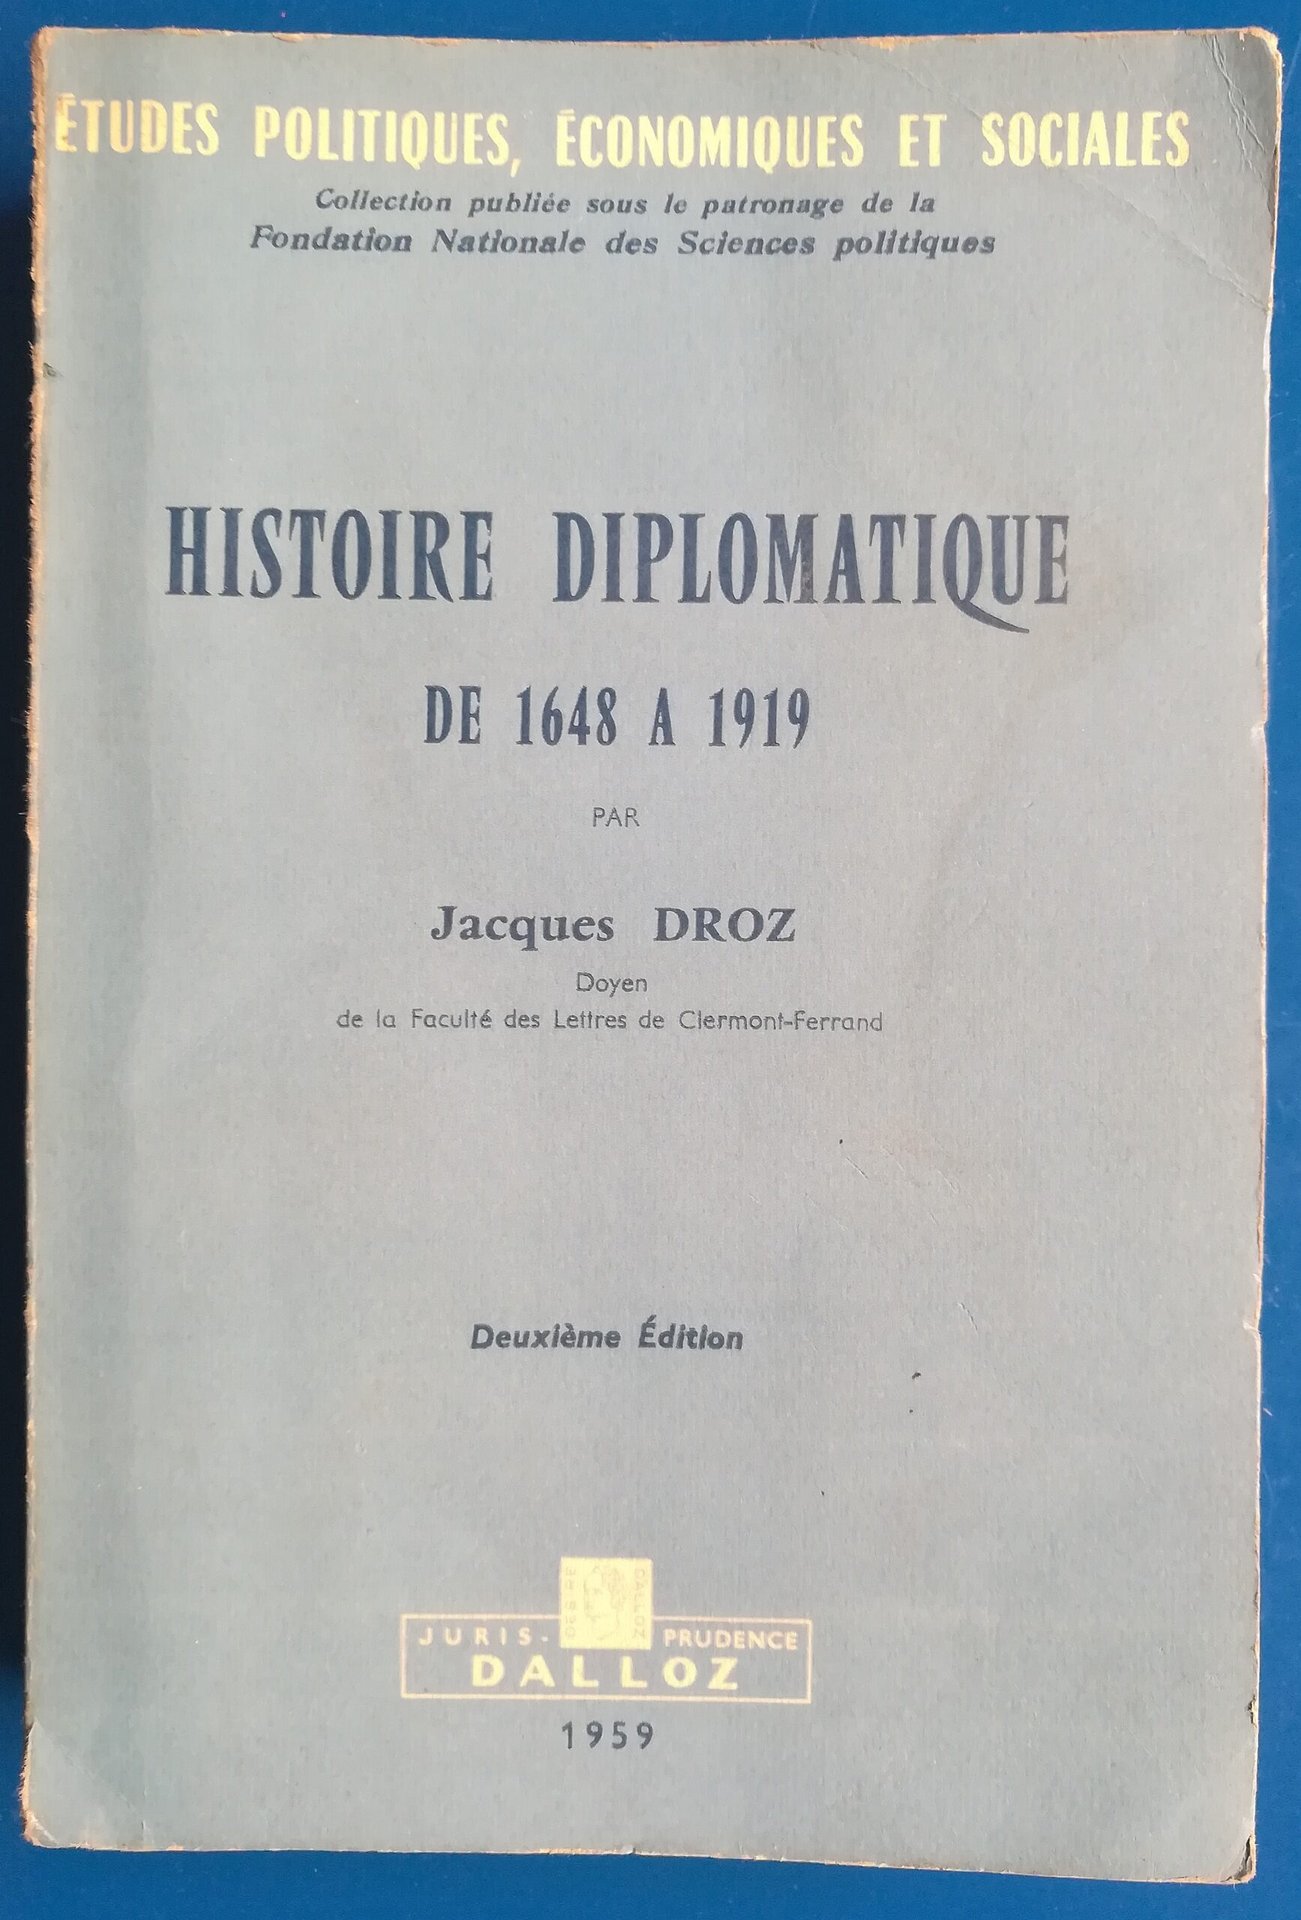 ÉTUDES POLITIQUES, ÉCONOMIQUES ET SOCIALES
Collection publiée sous le patronage de la
Fondation Nationale des Sciences politiques
HISTOIRE DIPLOMATIQUE
DE 1648 A 1919
PAR
Jacques DROZ
Doyen
de la Faculté des Lettres de Clermont-Ferrand
Deuxième Édition
DALLOZ
JURIS-PRUDENCE
DALLOZ
1959